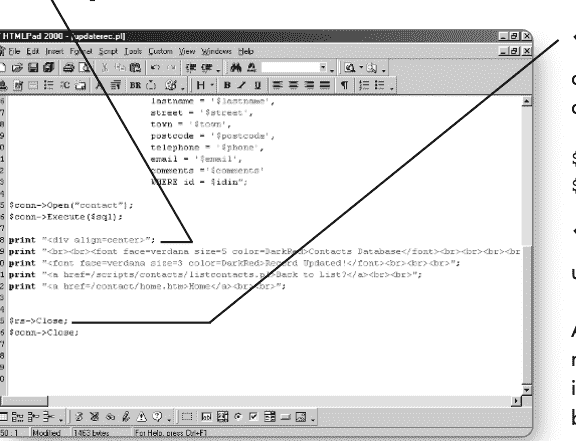 HTMLPad 2000 - [updaterec.pl]
File Edit Insert Format Script Tools Custom View Windows Help
lastname = '$lastname',
street = '$street',
town = '$town',
postcode = '$postcode',
telephone = '$phone',
email = '$email',
comments ='$comments'
WHERE id = $idin";
$conn->Open("contact");
$conn->Execute($sql);
print "<div align=center>";
print "<br><br><font face=verdana size=5 color=DarkRed>Contacts Database</font><br><br><br><br
print "<font face=verdana size=3 color=DarkRed>Record Updated!</font><br><br><br>";
print "<a href=/scripts/contacts/listcontacts.pl>Back to List?</a><br><br>";
print "<a href=/contact/home.htm>Home</a><br><br>";
$rs->Close;
$conn->Close;
50 : 1 Modified 1463 bytes For Help, press Ctrl+F1